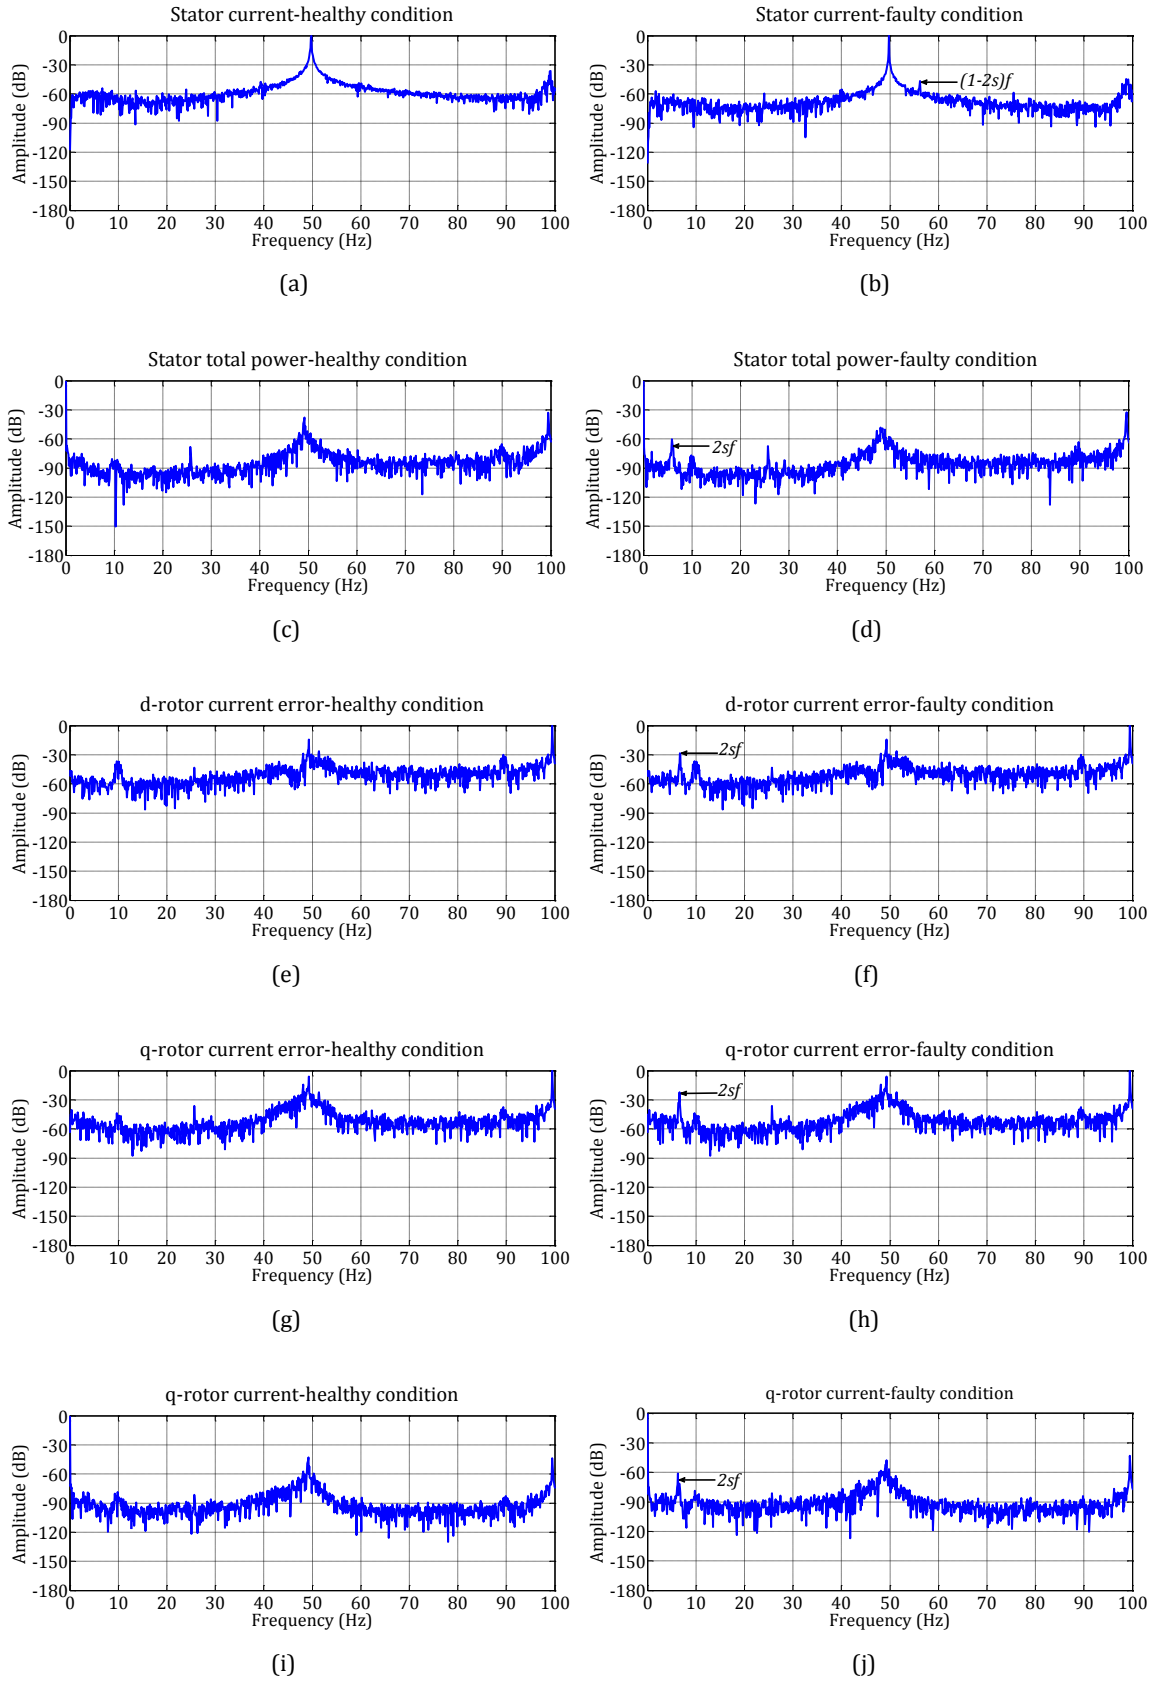 Stator current-healthy condition
Stator current-faulty condition
0
-30
-60
-90
-120
-150
-180
Amplitude (dB)
0 10 20 30 40 50 60 70 80 90 100
Frequency (Hz)
(a)
0
-30
-60
-90
-120
-150
-180
Amplitude (dB)
(1-2s)f
0 10 20 30 40 50 60 70 80 90 100
Frequency (Hz)
(b)
Stator total power-healthy condition
Stator total power-faulty condition
0
-30
-60
-90
-120
-150
-180
Amplitude (dB)
0 10 20 30 40 50 60 70 80 90 100
Frequency (Hz)
(c)
0
-30
-60
-90
-120
-150
-180
Amplitude (dB)
2sf
0 10 20 30 40 50 60 70 80 90 100
Frequency (Hz)
(d)
d-rotor current error-healthy condition
d-rotor current error-faulty condition
0
-30
-60
-90
-120
-150
-180
Amplitude (dB)
0 10 20 30 40 50 60 70 80 90 100
Frequency (Hz)
(e)
0
-30
-60
-90
-120
-150
-180
Amplitude (dB)
2sf
0 10 20 30 40 50 60 70 80 90 100
Frequency (Hz)
(f)
q-rotor current error-healthy condition
q-rotor current error-faulty condition
0
-30
-60
-90
-120
-150
-180
Amplitude (dB)
0 10 20 30 40 50 60 70 80 90 100
Frequency (Hz)
(g)
0
-30
-60
-90
-120
-150
-180
Amplitude (dB)
2sf
0 10 20 30 40 50 60 70 80 90 100
Frequency (Hz)
(h)
q-rotor current-healthy condition
q-rotor current-faulty condition
0
-30
-60
-90
-120
-150
-180
Amplitude (dB)
0 10 20 30 40 50 60 70 80 90 100
Frequency (Hz)
(i)
0
-30
-60
-90
-120
-150
-180
Amplitude (dB)
2sf
0 10 20 30 40 50 60 70 80 90 100
Frequency (Hz)
(j)